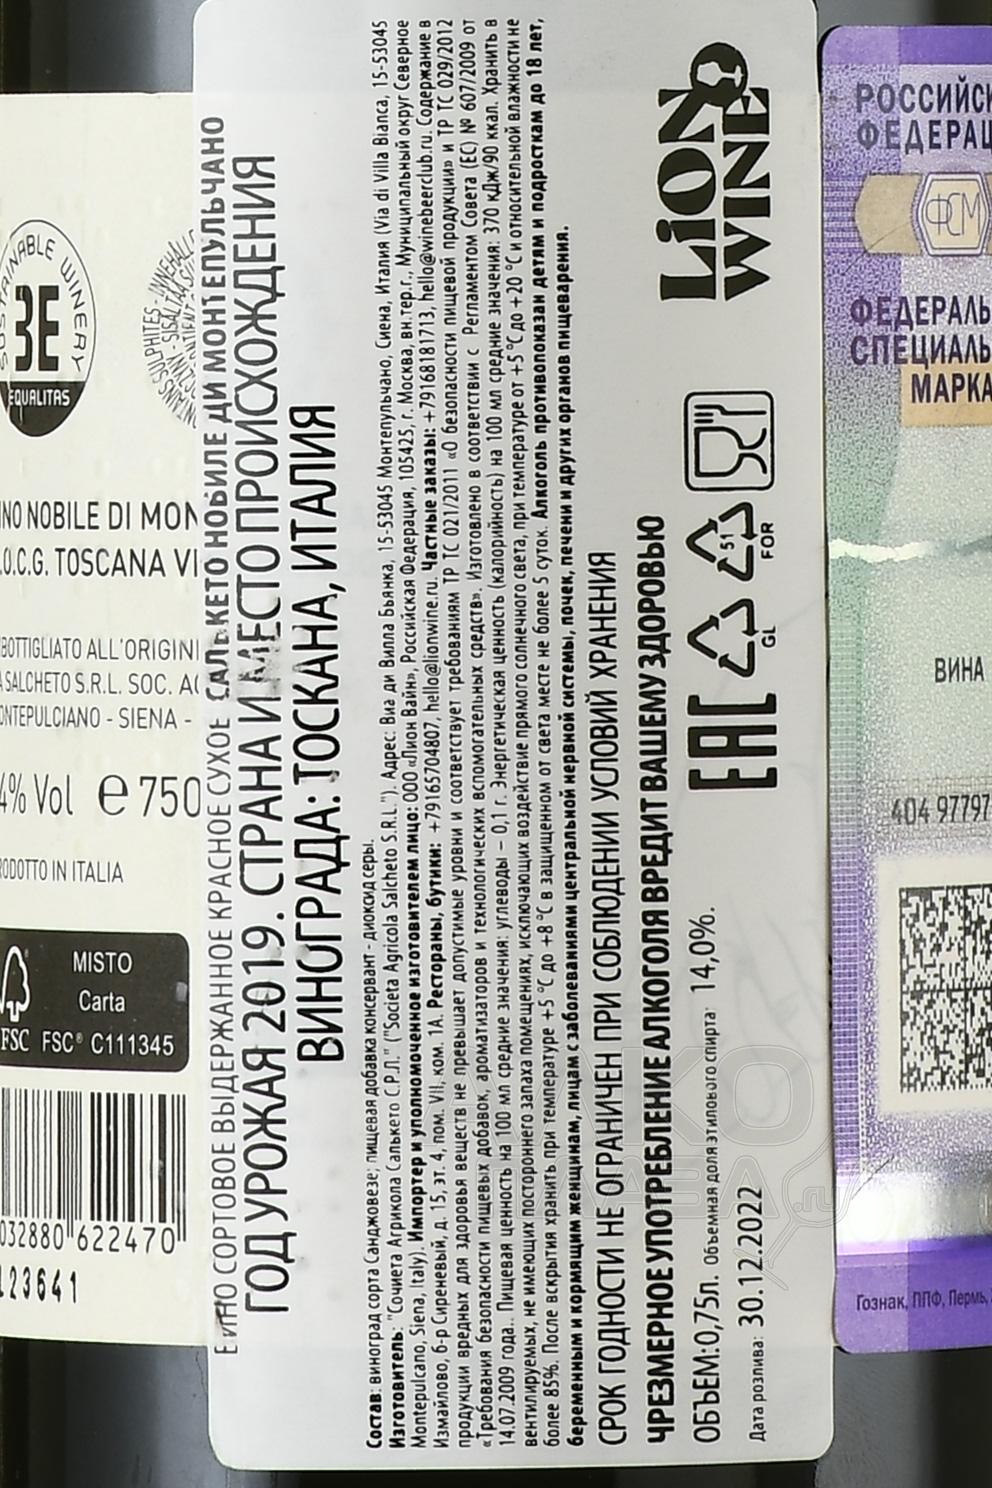 SUSTAINABLE WINERY
3E
EQUALITAS
INO NOBILE DI MON
.O.C.G. TOSCANA VI
BOTTIGLIATO ALL'ORIGINE
SALCHETO S.R.L. SOC. AG
ONTEPULCIANO - SIENA -
4% Vol e 750
RODOTTO IN ITALIA
MISTO
Carta
FSC FSC® C111345
032880 622470
123641
ВИНО СОРТОВОЕ ВЫДЕРЖАННОЕ КРАСНОЕ СУХОЕ САЛЬКЕТО НОБИЛЕ ДИ МОНТЕПУЛЬЧАНО
ГОД УРОЖАЯ 2019. СТРАНА И МЕСТО ПРОИСХОЖДЕНИЯ
ВИНОГРАДА: ТОСКАНА, ИТАЛИЯ
Состав: виноград сорта Санджовезе; пищевая добавка консервант - диоксид серы.
Изготовитель: "Сочиета Агрикола Салькето С.Р.Л." ("Societa Agricola Salcheto S.R.L."). Адрес: Виа ди Вилла Бьянка, 15-53045 Монтепульчано, Сиена, Италия (Via di Villa Bianca, 15-53045
Montepulcano, Siena, Italy). Импортер и уполномоченное изготовителем лицо: ООО «Лион Вайн», Российская Федерация, 105425, г. Москва, вн.тер.г., Муниципальный округ Северное
Измайлово, б-р Сиреневый, д. 15, эт. 4, пом. VII, ком. 1А. Рестораны, бутики: +79165704807, hello@lionwine.ru. Частные заказы: +79168181713, hello@wineberclub.ru. Содержание в
продукции вредных для здоровья веществ не превышает допустимые уровни и соответствует требованиям ТР ТС 021/2011 «О безопасности пищевой продукции» и ТР ТС 029/2012
«Требования безопасности пищевых добавок, ароматизаторов и технологических вспомогательных средств». Изготовлено в соответствии с Регламентом Совета (ЕС) № 607/2009 от
14.07.2009 года.. Пищевая ценность на 100 мл средние значения: углеводы – 0,1 г. Энергетическая ценность (калорийность) на 100 мл средние значения: 370 кДж/90 ккал. Хранить в
вентилируемых, не имеющих постороннего запаха помещениях, исключающих воздействие прямого солнечного света, при температуре от +5 °С до +20 °С и относительной влажности не
более 85%. После вскрытия хранить при температуре +5 °С до +8 °С в защищенном от света месте не более 5 суток. Алкоголь противопоказан детям и подросткам до 18 лет,
беременным и кормящим женщинам, лицам с заболеваниями центральной нервной системы, почек, печени и других органов пищеварения.
СРОК ГОДНОСТИ НЕ ОГРАНИЧЕН ПРИ СОБЛЮДЕНИИ УСЛОВИЙ ХРАНЕНИЯ
ЧРЕЗМЕРНОЕ УПОТРЕБЛЕНИЕ АЛКОГОЛЯ ВРЕДИТ ВАШЕМУ ЗДОРОВЬЮ
ОБЪЕМ:0,75л. Объемная доля этилового спирта: 14,0%.
Дата розлива: 30.12.2022
EAC
GL
51
FOR
LION
WINE
РОССИЙСК
ФЕДЕРАЦ
ФСМ
ФЕДЕРАЛЬ
СПЕЦИАЛЬ
МАРКА
ВИНА
404 97797
Гознак, ППФ, Пермь,